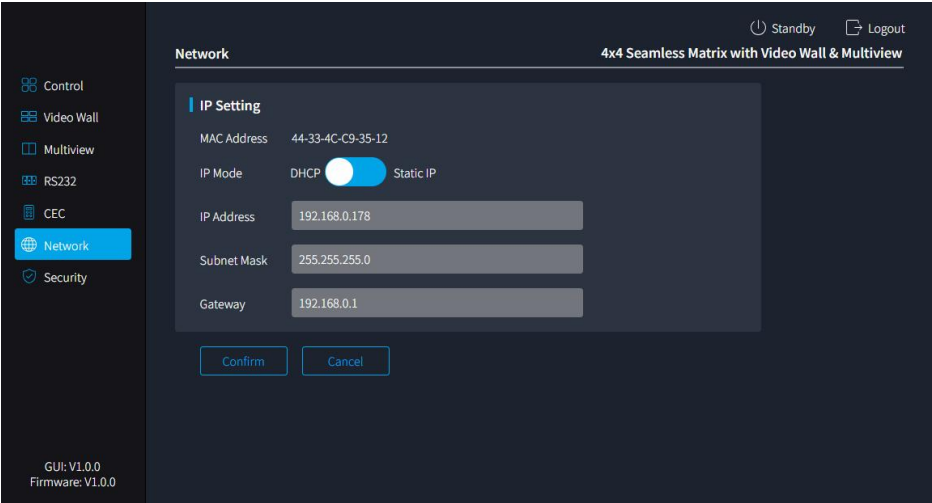 Standby
Logout
Network
4x4 Seamless Matrix with Video Wall & Multiview
Control
Video Wall
Multiview
RS232
CEC
Network
Security
IP Setting
MAC Address 44-33-4C-C9-35-12
IP Mode DHCP Static IP
IP Address 192.168.0.178
Subnet Mask 255.255.255.0
Gateway 192.168.0.1
Confirm
Cancel
GUI: V1.0.0
Firmware: V1.0.0